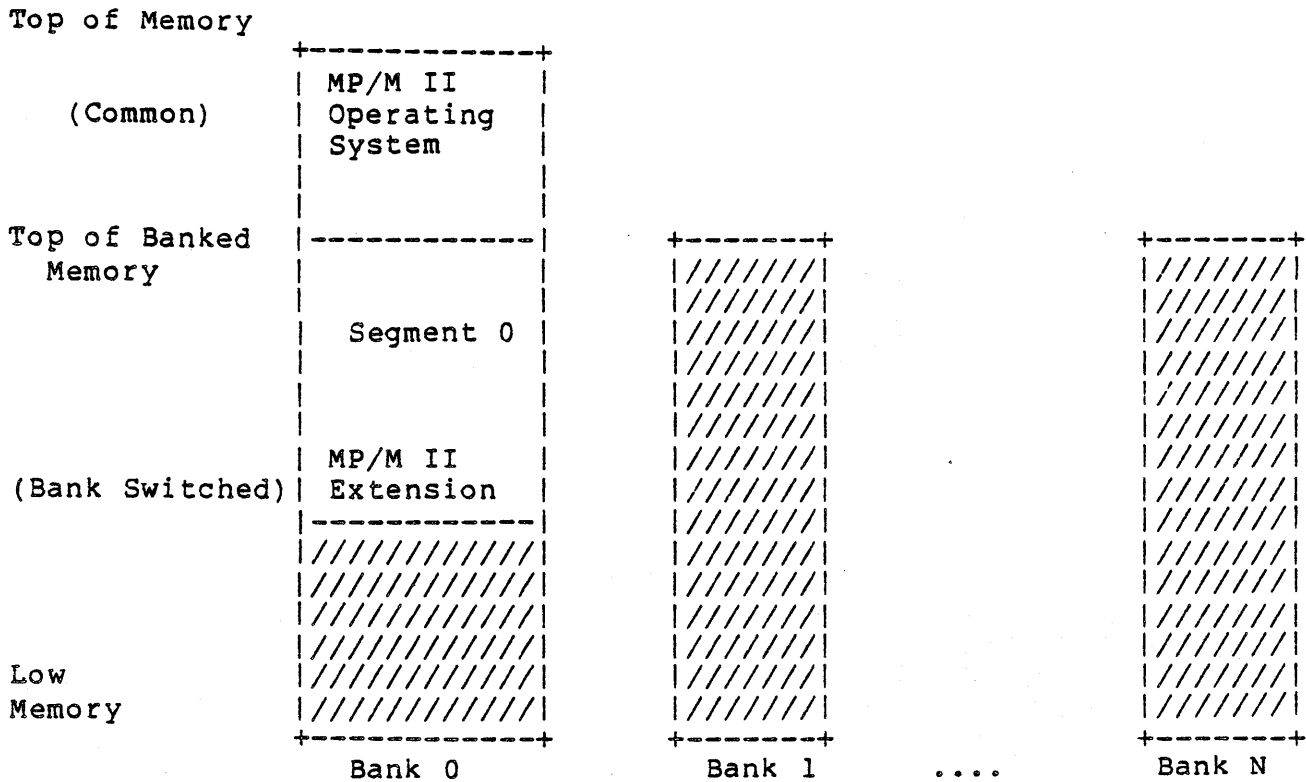 Top of Memory
MP/M II
(Common) Operating
System
Top of Banked
Memory
Segment 0
MP/M II
(Bank Switched) Extension
Low
Memory
Bank 0 Bank 1 .... Bank N